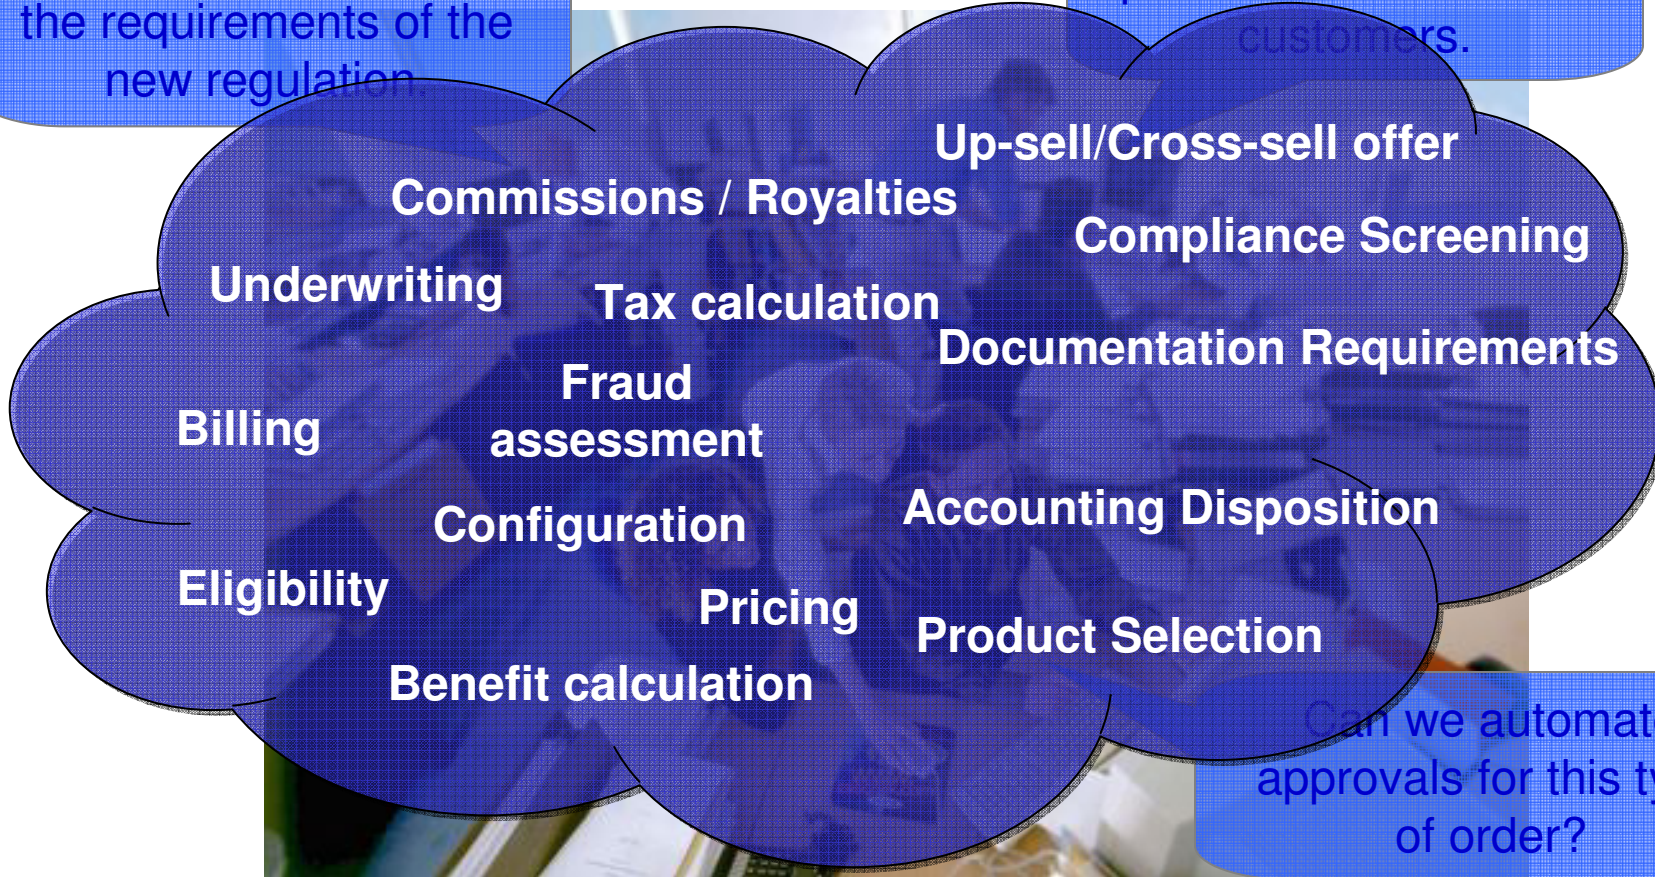 the requirements of the
new regulation.
customers.
Up-sell/Cross-sell offer
Commissions / Royalties
Compliance Screening
Underwriting
Tax calculation
Documentation Requirements
Fraud
assessment
Billing
Configuration
Accounting Disposition
Eligibility
Pricing
Product Selection
Benefit calculation
Can we automate
approvals for this
of order?